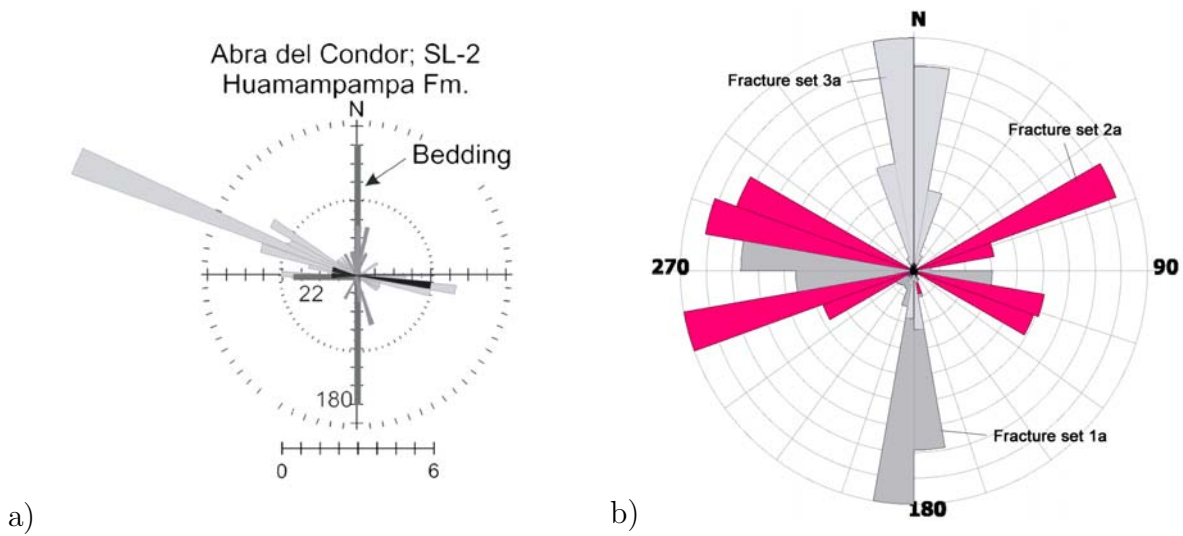 Abra del Condor; SL-2
Huamampampa Fm.
N
Bedding
22
180
0 6
a)
N
Fracture set 3a
Fracture set 2a
270 90
Fracture set 1a
180
b)